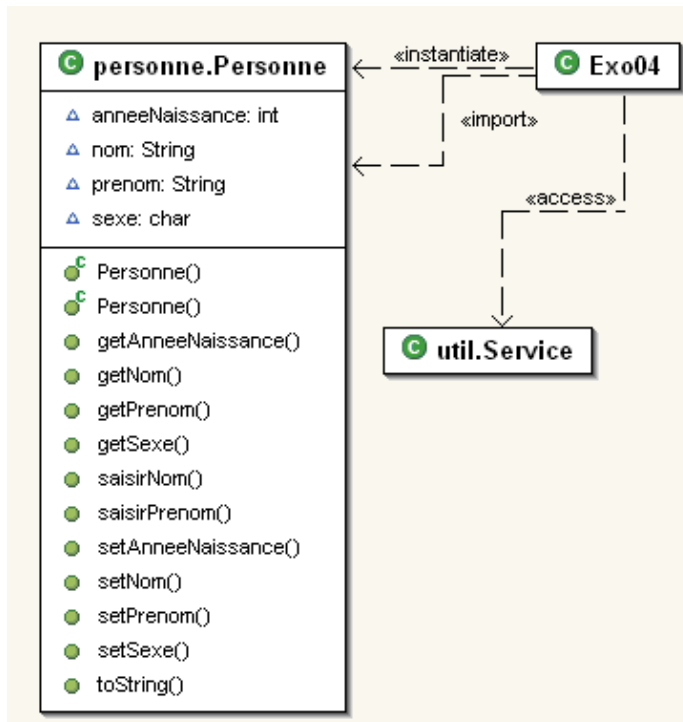 C personne.Personne
anneeNaissance: int
nom: String
prenom: String
sexe: char
C Personne()
C Personne()
getAnneeNaissance()
getNom()
getPrenom()
getSexe()
saisirNom()
saisirPrenom()
setAnneeNaissance()
setNom()
setPrenom()
setSexe()
toString()
«instantiate»
«import»
C Exo04
«access»
C util.Service